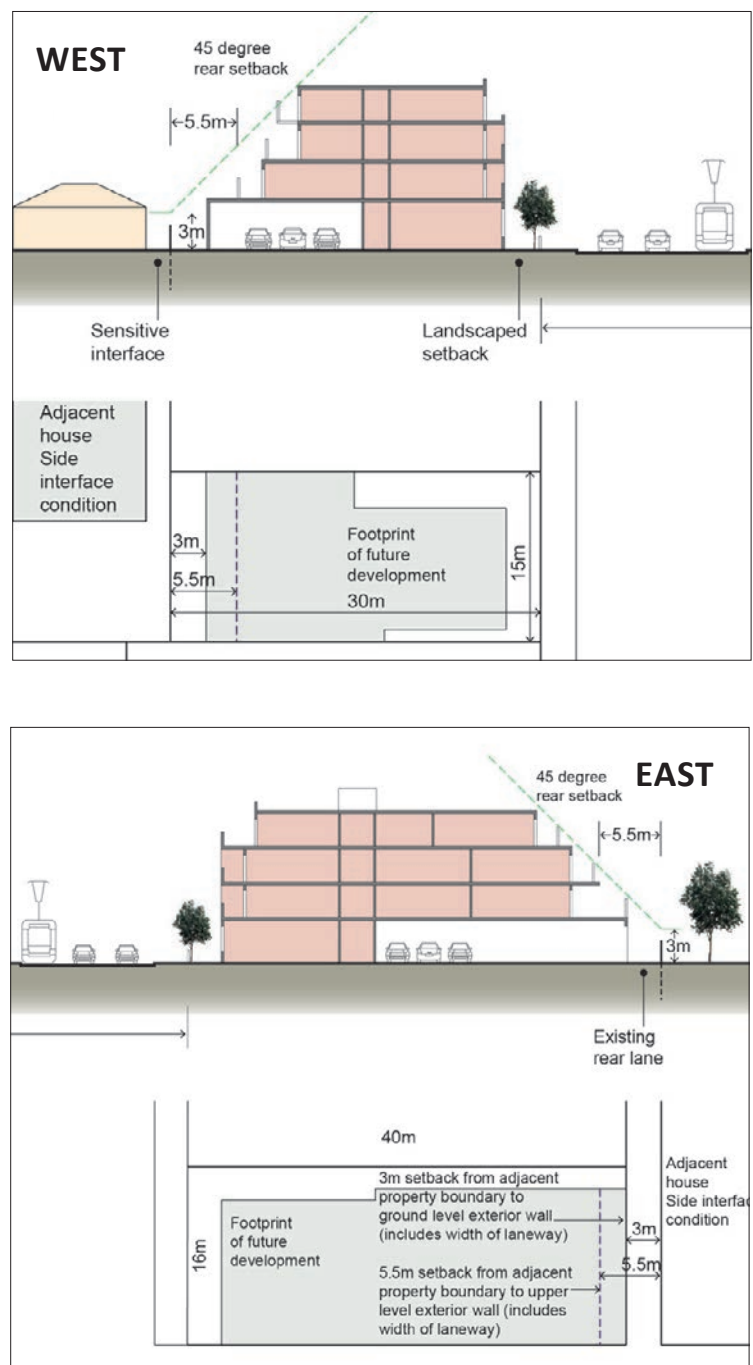 WEST
45 degree
rear setback
5.5m
3m
Sensitive
interface
Landscaped
setback
Adjacent
house
Side
interface
condition
3m
5.5m
Footprint
of future
development
30m
15m
EAST
45 degree
rear setback
5.5m
3m
Existing
rear lane
40m
16m
Footprint
of future
development
3m setback from adjacent
property boundary to
ground level exterior wall
(includes width of laneway)
5.5m setback from adjacent
property boundary to upper
level exterior wall (includes
width of laneway)
3m
5.5m
Adjacent
house
Side interfac
condition